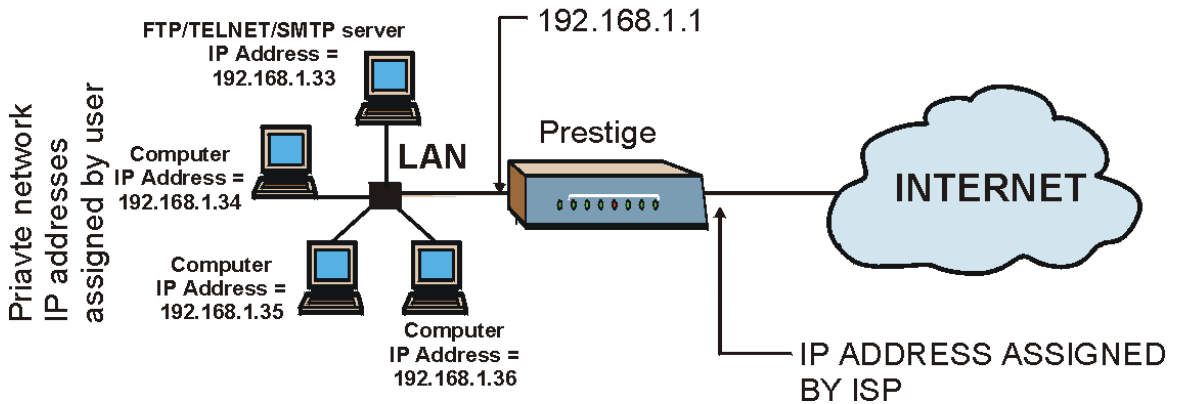 Priavte network
IP addresses
assigned by user
FTP/TELNET/SMTP server
IP Address =
192.168.1.33
192.168.1.1
Computer
IP Address =
192.168.1.34
LAN
Prestige
INTERNET
Computer
IP Address =
192.168.1.35
Computer
IP Address =
192.168.1.36
IP ADDRESS ASSIGNED
BY ISP